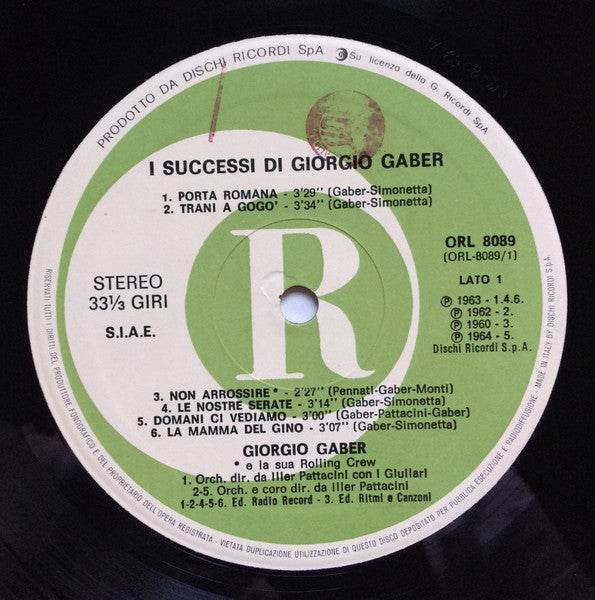 PRODOTTO DA DISCHI RICORDI SpA
Su licenza della G. Ricordi SpA
I SUCCESSI DI GIORGIO GABER
1. PORTA ROMANA - 3'29'' (Gaber-Simonetta)
2. TRANI A GOGO' - 3'34'' (Gaber-Simonetta)
R
STEREO
33⅓ GIRI
S.I.A.E.
ORL 8089
(ORL-8089/1)
LATO 1
℗ 1963 - 1.4.6.
℗ 1962 - 2.
℗ 1960 - 3.
℗ 1964 - 5.
Dischi Ricordi S.p.A.
3. NON ARROSSIRE* - 2'27'' (Pennati-Gaber-Monti)
4. LE NOSTRE SERATE - 3'14'' (Gaber-Simonetta)
5. DOMANI CI VEDIAMO - 3'00'' (Gaber-Pattacini-Gaber)
6. LA MAMMA DEL GINO - 3'07'' (Gaber-Simonetta)
GIORGIO GABER
* e la sua Rolling Crew
1. Orch. dir. da Iller Pattacini con I Giullari
2-5. Orch. e coro dir. da Iller Pattacini
1-2-4-5-6. Ed. Radio Record - 3. Ed. Ritmi e Canzoni
RISERVATI TUTTI I DIRITTI DEL PRODUTTORE FONOGRAFICO E DEL PROPRIETARIO DELL'OPERA REGISTRATA - VIETATA DUPLICAZIONE UTILIZZAZIONE DI QUESTO DISCO DEPOSITATO PER PUBBLICA ESECUZIONE E RADIODIFFUSIONE - MADE IN ITALY BY DISCHI RICORDI S.p.A.